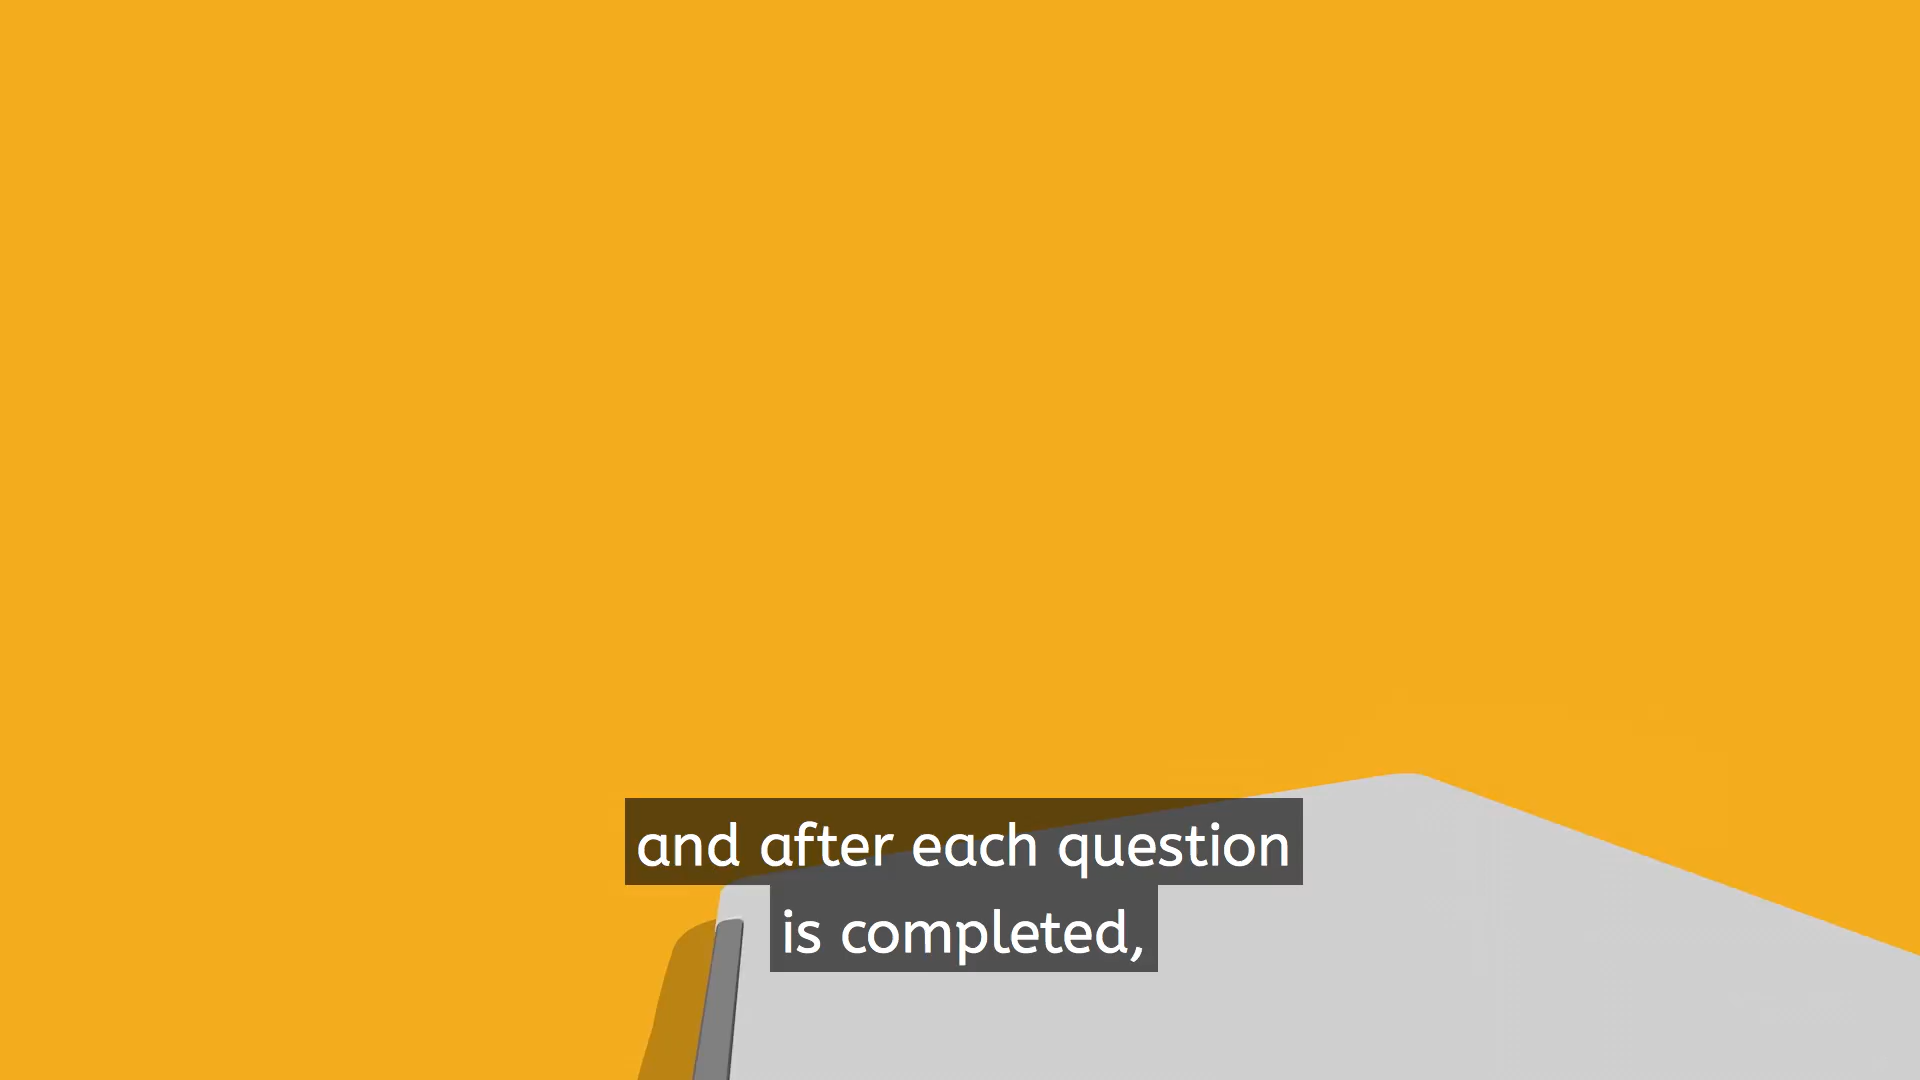 and after each question
is completed,